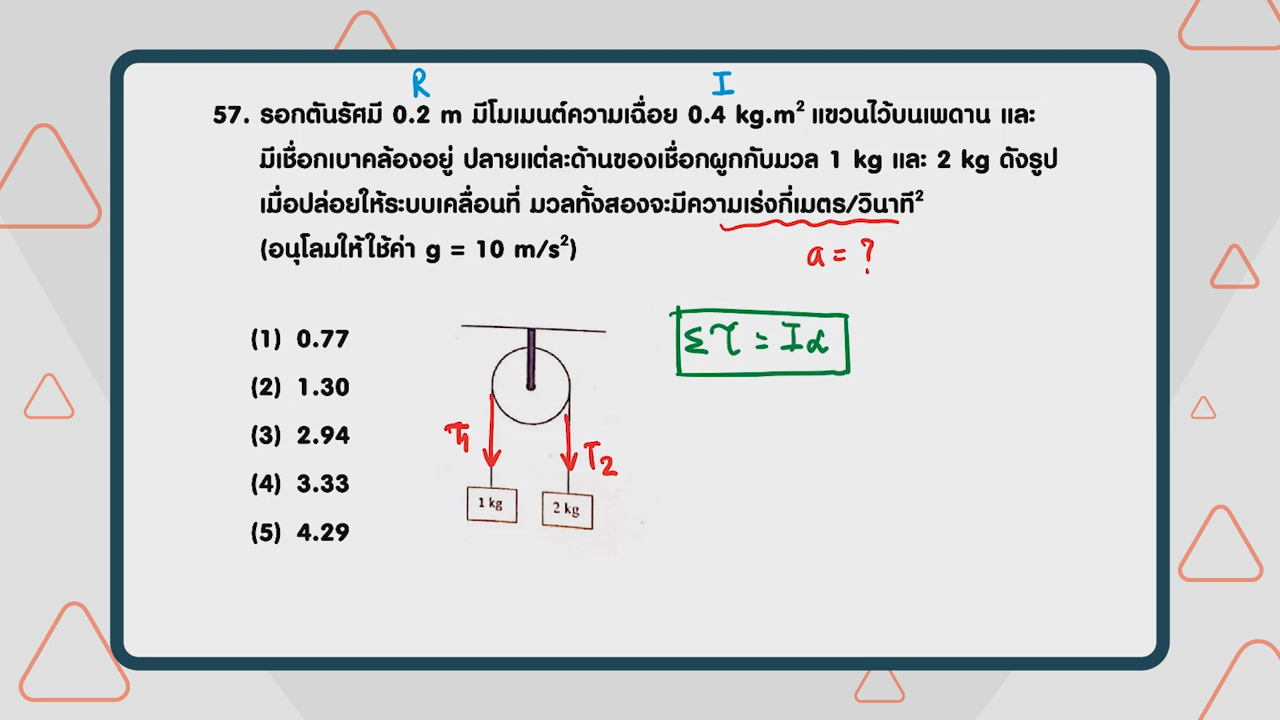 R I
57. รอกตันรัศมี 0.2 m มีโมเมนต์ความเฉื่อย 0.4 kg.m² แขวนไว้บนเพดาน และ
มีเชื่อกเบาคล้องอยู่ ปลายแต่ละด้านของเชื่อกผูกกับมวล 1 kg และ 2 kg ดังรูป
เมื่อปล่อยให้ระบบเคลื่อนที่ มวลทั้งสองจะมีความเร่งกี่เมตร/วินาที²
(อนุโลมให้ใช้ค่า g = 10 m/s²)
a = ?
Στ = Iα
(1) 0.77
(2) 1.30
(3) 2.94
(4) 3.33
(5) 4.29
T₁
T₂
1 kg
2 kg